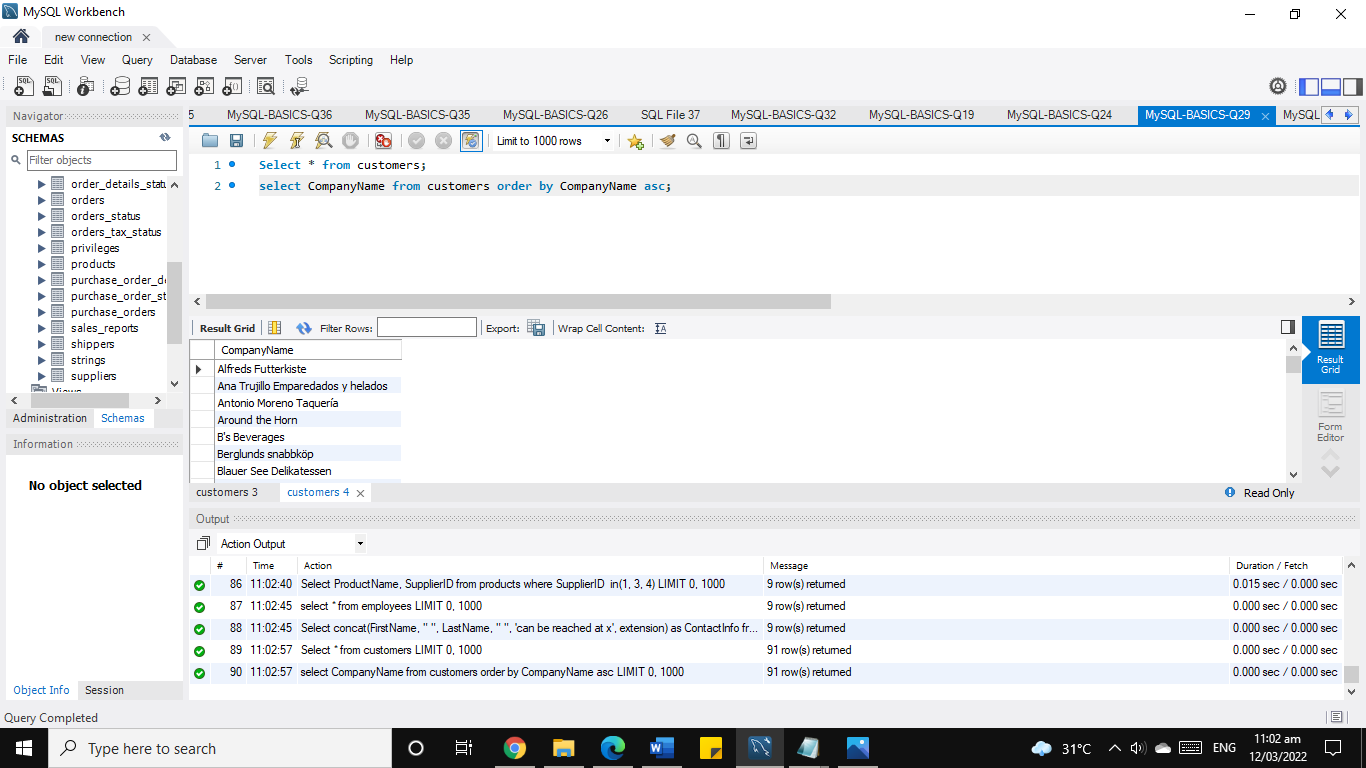 MySQL Workbench
new connection
File Edit View Query Database Server Tools Scripting Help
Navigator
SCHEMAS
Filter objects
order_details_statu
orders
orders_status
orders_tax_status
privileges
products
purchase_order_de
purchase_order_st
purchase_orders
sales_reports
shippers
strings
suppliers
Views
Administration Schemas
Information
No object selected
Object Info Session
5 MySQL-BASICS-Q36 MySQL-BASICS-Q35 MySQL-BASICS-Q26 SQL File 37 MySQL-BASICS-Q32 MySQL-BASICS-Q19 MySQL-BASICS-Q24 MySQL-BASICS-Q29 MySQL
Limit to 1000 rows
1 Select * from customers;
2 select CompanyName from customers order by CompanyName asc;
Result Grid Filter Rows: Export: Wrap Cell Content:
CompanyName
Alfreds Futterkiste
Ana Trujillo Emparedados y helados
Antonio Moreno Taquería
Around the Horn
B's Beverages
Berglunds snabbköp
Blauer See Delikatessen
Result
Grid
Form
Editor
customers 3 customers 4 Read Only
Output
Action Output
# Time Action Message Duration / Fetch
86 11:02:40 Select ProductName, SupplierID from products where SupplierID in(1, 3, 4) LIMIT 0, 1000 9 row(s) returned 0.015 sec / 0.000 sec
87 11:02:45 select * from employees LIMIT 0, 1000 9 row(s) returned 0.000 sec / 0.000 sec
88 11:02:45 Select concat(FirstName, " ", LastName, " ", 'can be reached at x', extension) as ContactInfo fr... 9 row(s) returned 0.000 sec / 0.000 sec
89 11:02:57 Select * from customers LIMIT 0, 1000 91 row(s) returned 0.000 sec / 0.000 sec
90 11:02:57 select CompanyName from customers order by CompanyName asc LIMIT 0, 1000 91 row(s) returned 0.000 sec / 0.000 sec
Query Completed
Type here to search
31°C
ENG
11:02 am
12/03/2022